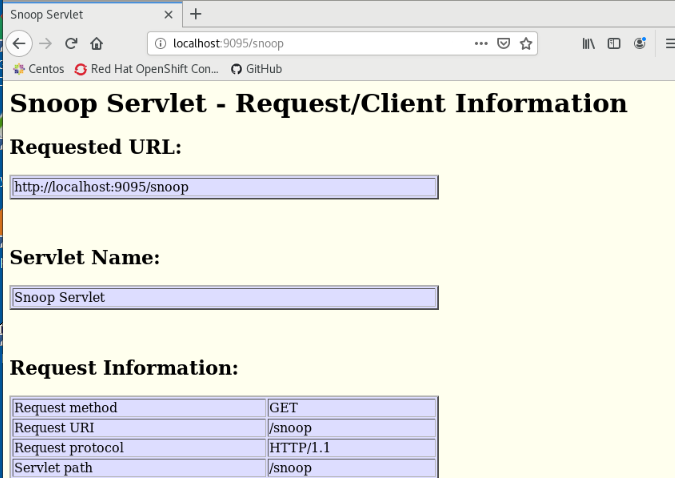 Snoop Servlet
localhost:9095/snoop
Centos Red Hat OpenShift Con... GitHub
Snoop Servlet - Request/Client Information
Requested URL:
http://localhost:9095/snoop
Servlet Name:
Snoop Servlet
Request Information:
Request method GET
Request URI /snoop
Request protocol HTTP/1.1
Servlet path /snoop